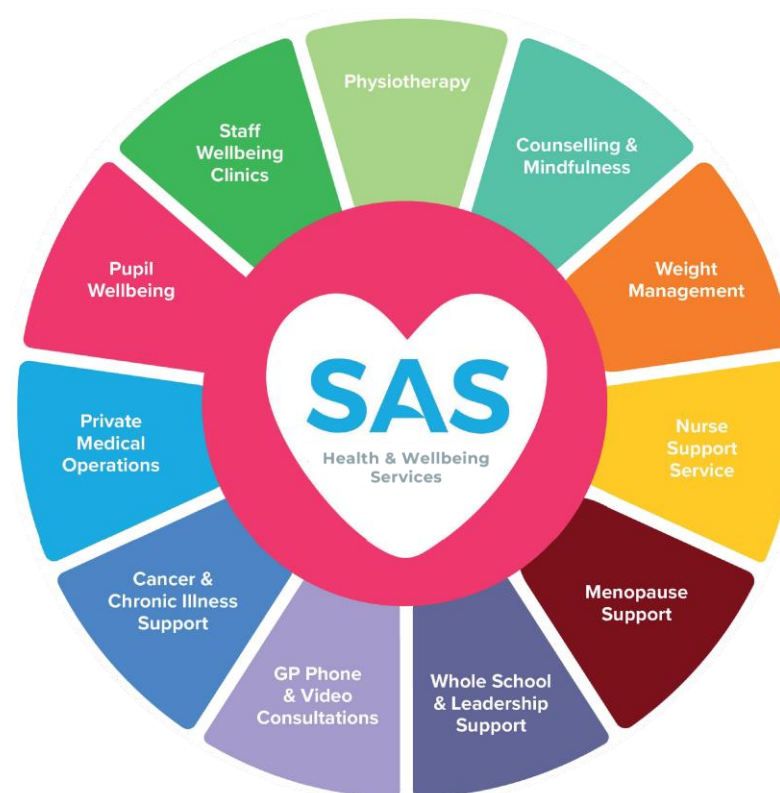 Physiotherapy
Counselling &
Mindfulness
Weight
Management
Nurse
Support
Service
Menopause
Support
Whole School
& Leadership
Support
GP Phone
& Video
Consultations
Cancer &
Chronic Illness
Support
Private
Medical
Operations
Pupil
Wellbeing
Staff
Wellbeing
Clinics
SAS
Health & Wellbeing
Services